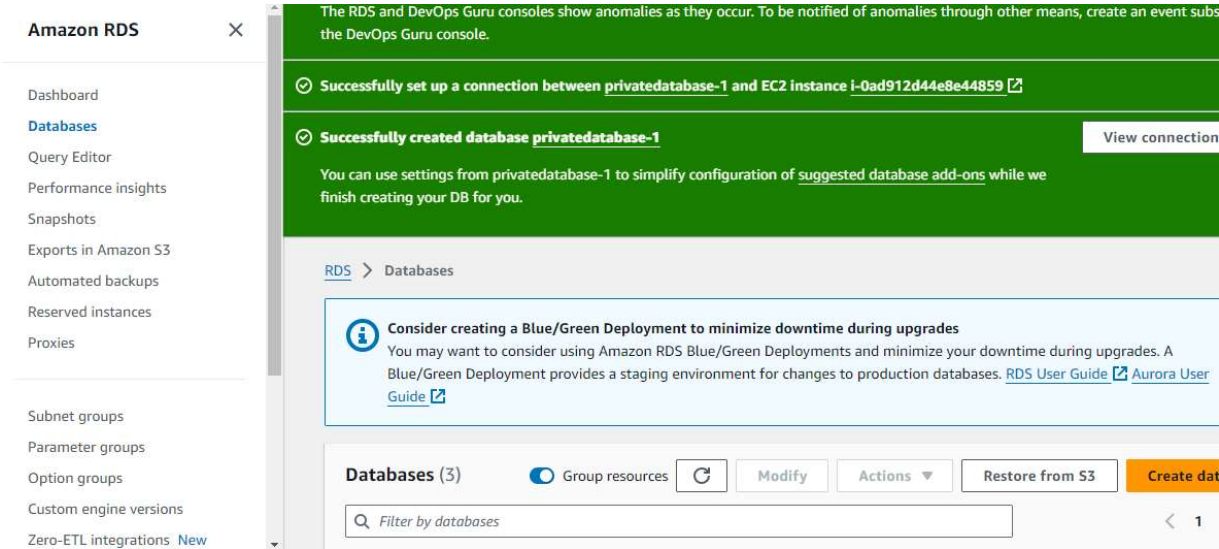 Amazon RDS
Dashboard
Databases
Query Editor
Performance insights
Snapshots
Exports in Amazon S3
Automated backups
Reserved instances
Proxies
Subnet groups
Parameter groups
Option groups
Custom engine versions
Zero-ETL integrations New
The RDS and DevOps Guru consoles show anomalies as they occur. To be notified of anomalies through other means, create an event subs
the DevOps Guru console.
Successfully set up a connection between privatedatabase-1 and EC2 instance i-0ad912d44e8e44859
Successfully created database privatedatabase-1
View connection
You can use settings from privatedatabase-1 to simplify configuration of suggested database add-ons while we
finish creating your DB for you.
RDS > Databases
Consider creating a Blue/Green Deployment to minimize downtime during upgrades
You may want to consider using Amazon RDS Blue/Green Deployments and minimize your downtime during upgrades. A
Blue/Green Deployment provides a staging environment for changes to production databases. RDS User Guide Aurora User
Guide
Databases (3) Group resources Modify Actions Restore from S3 Create dat
Filter by databases
1